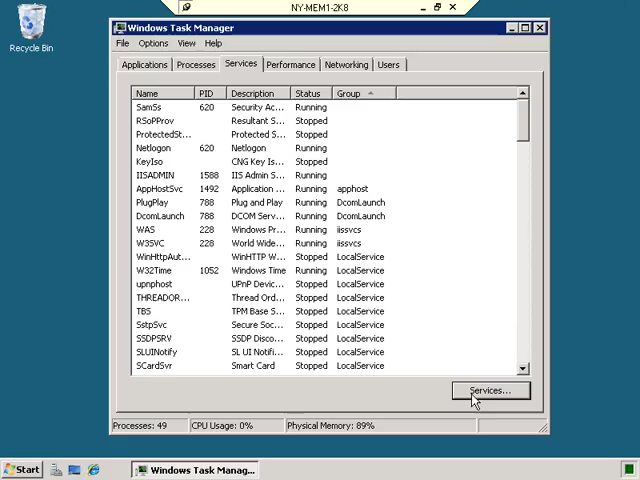 NY-MEM1-2K8
Recycle Bin
Windows Task Manager
File Options View Help
Applications Processes Services Performance Networking Users
Name PID Description Status Group
SamSs 620 Security Ac... Running
RSoPProv Resultant S... Stopped
ProtectedSt... Protected S... Stopped
Netlogon 620 Netlogon Running
KeyIso CNG Key Is... Stopped
IISADMIN 1588 IIS Admin S... Running
AppHostSvc 1492 Application ... Running apphost
PlugPlay 788 Plug and Play Running DcomLaunch
DcomLaunch 788 DCOM Serv... Running DcomLaunch
WAS 228 Windows Pr... Running iissvcs
W3SVC 228 World Wide... Running iissvcs
WinHttpAut... WinHTTP W... Stopped LocalService
W32Time 1052 Windows Time Running LocalService
upnphost UPnP Devic... Stopped LocalService
THREADOR... Thread Ord... Stopped LocalService
TBS TPM Base S... Stopped LocalService
SstpSvc Secure Soc... Stopped LocalService
SSDPSRV SSDP Disco... Stopped LocalService
SLUINotify SL UI Notifi... Stopped LocalService
SCardSvr Smart Card Stopped LocalService
Services...
Processes: 49 CPU Usage: 0% Physical Memory: 89%
Start Windows Task Manag...